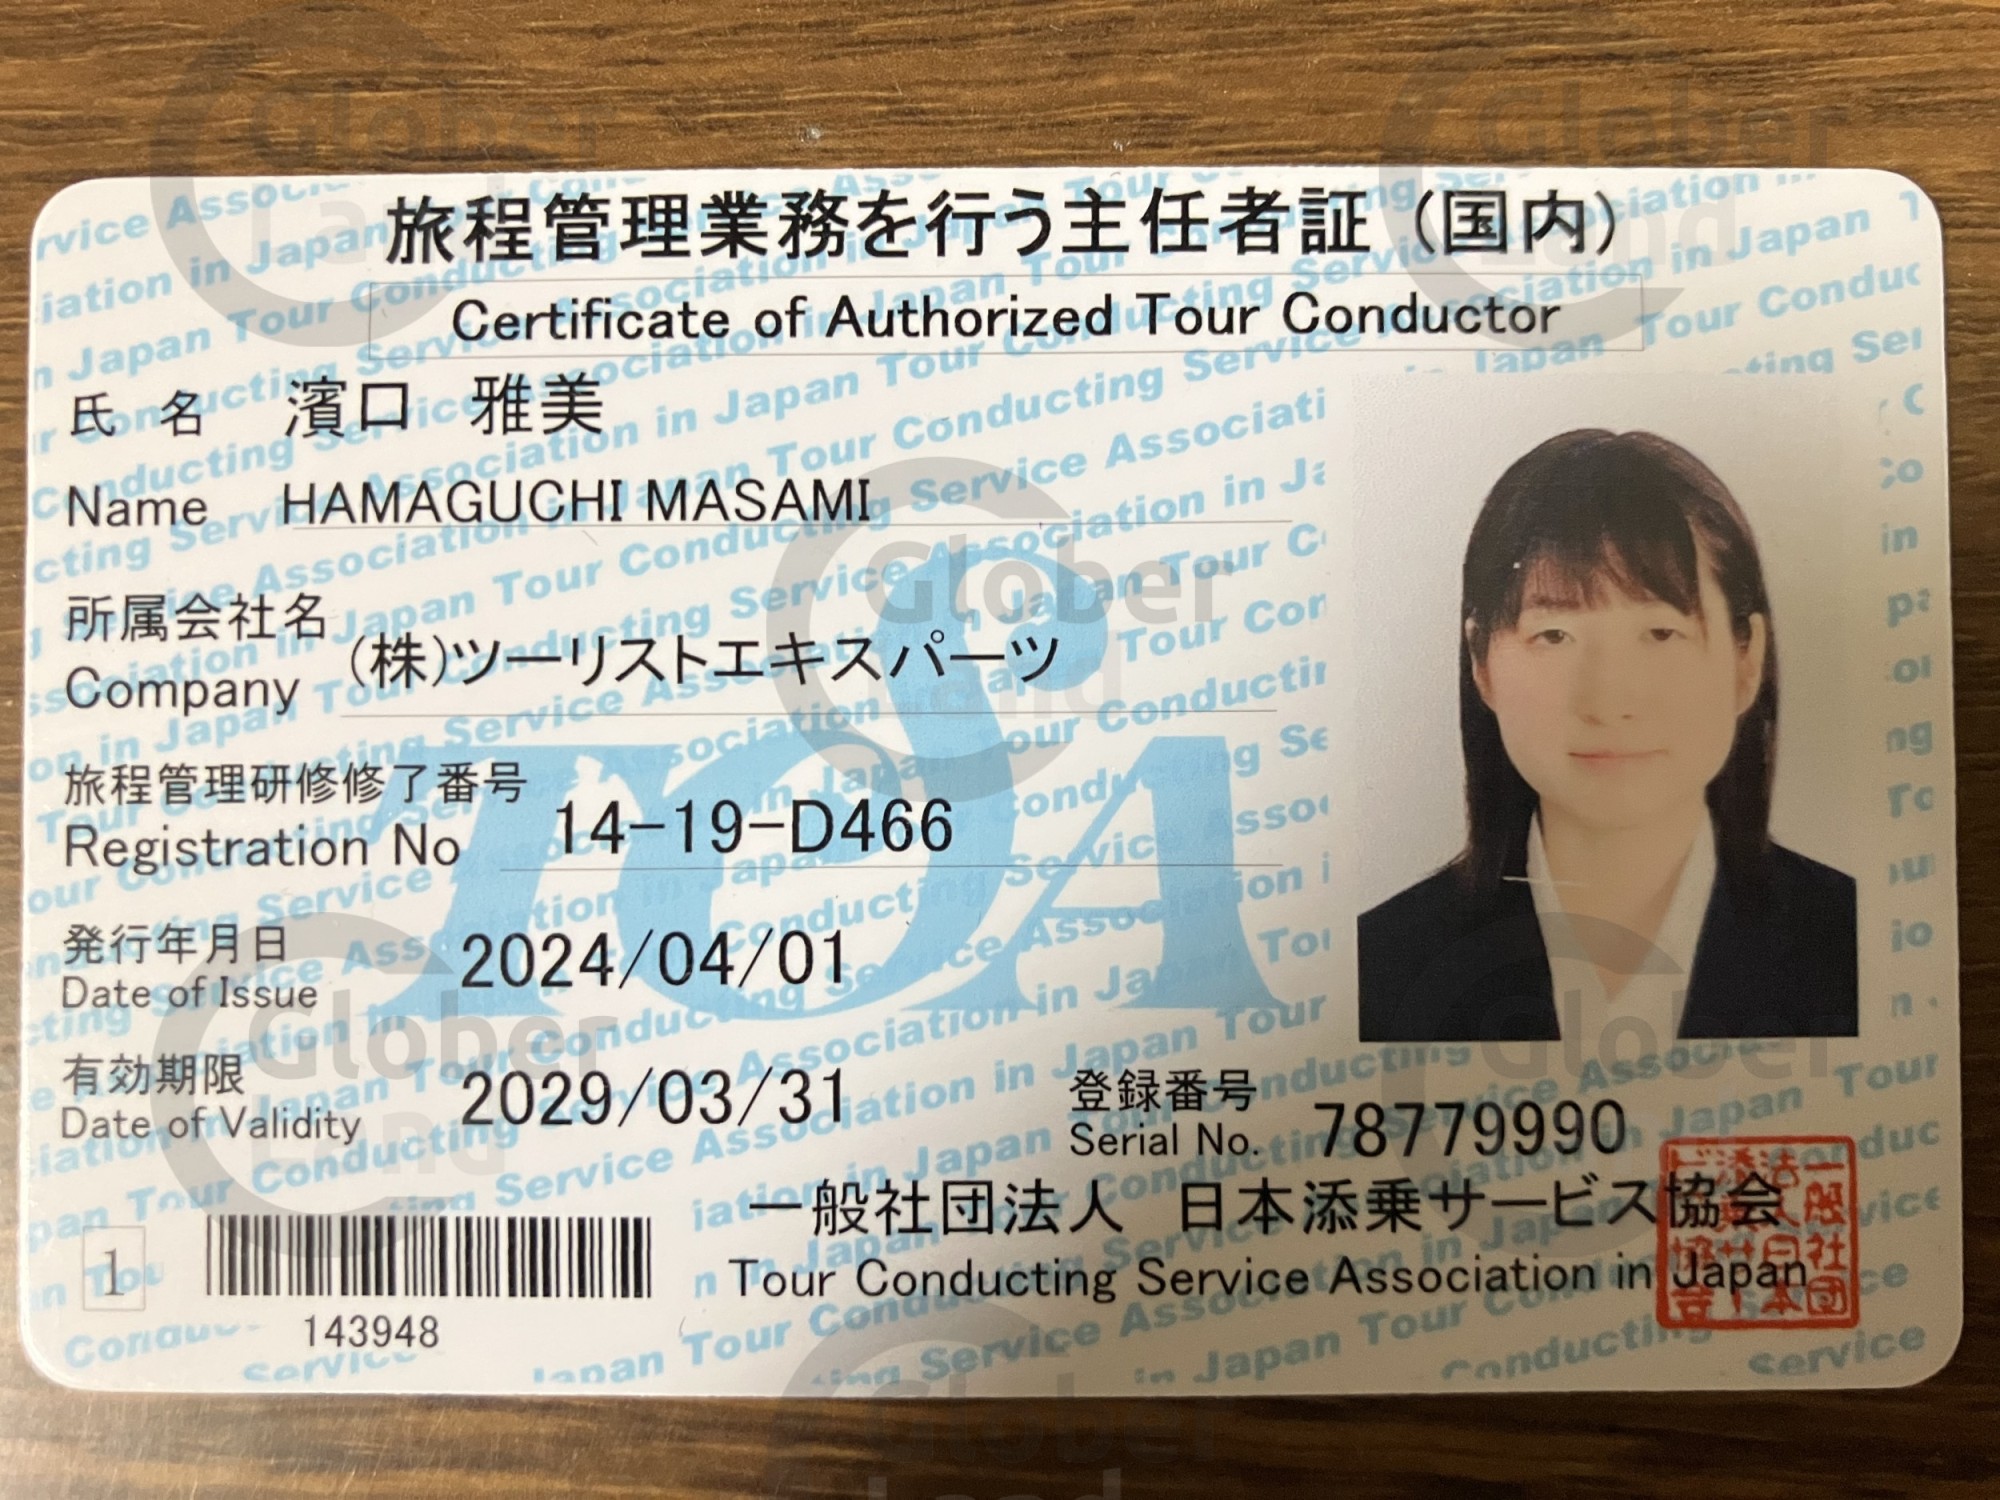 旅程管理業務を行う主任者証（国内）
Certificate of Authorized Tour Conductor
氏 名 濱口 雅美
Name HAMAGUCHI MASAMI
所属会社名
Company (株)ツーリストエキスパーツ
旅程管理研修修了番号
Registration No 14-19-D466
発行年月日
Date of Issue 2024/04/01
有効期限
Date of Validity 2029/03/31
登録番号
Serial No. 78779990
一般社団法人 日本添乗サービス協会
Tour Conducting Service Association in Japan
1
143948
TCSA
Glober Land